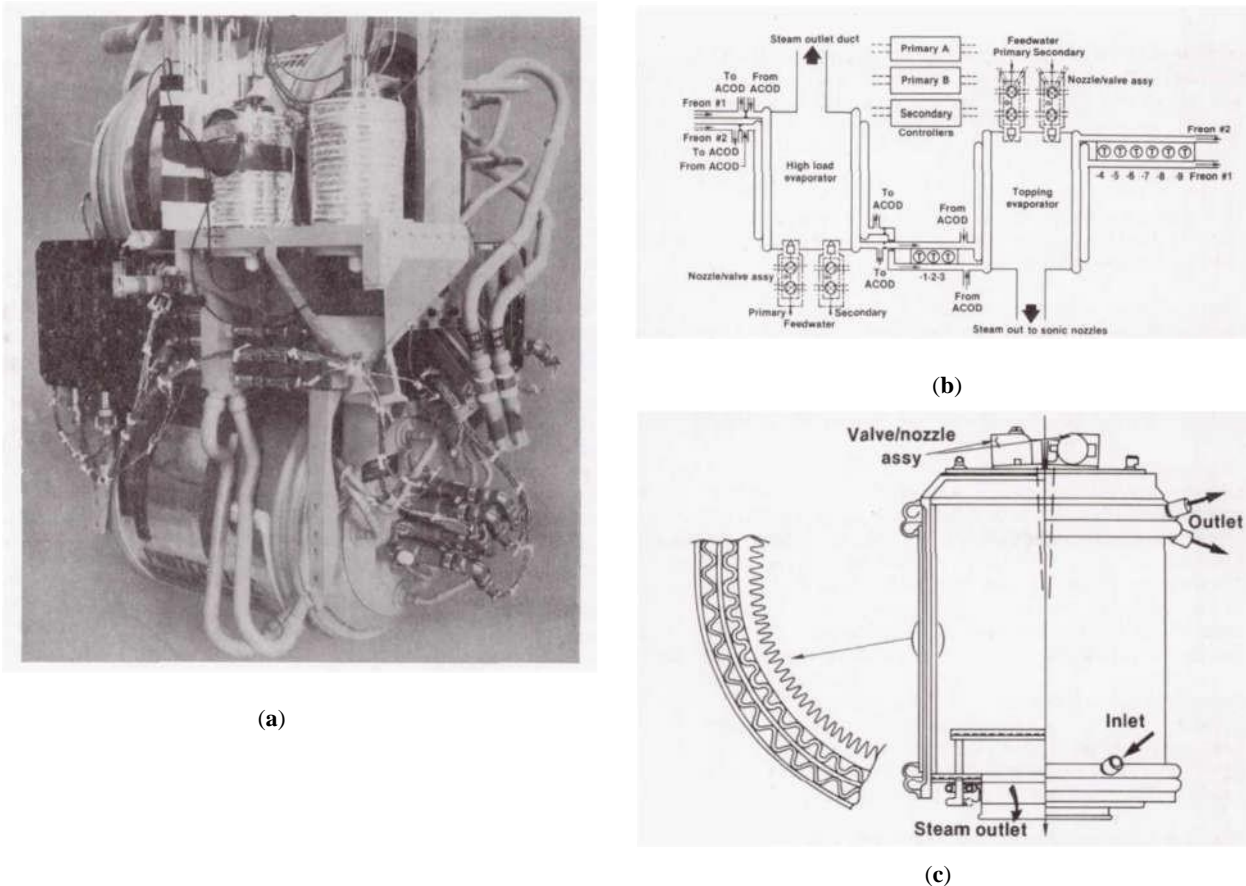 (a)
Steam outlet duct
Primary A
Primary B
Secondary
Controllers
Feedwater
Primary Secondary
Nozzle/valve assy
To
ACOD
From
ACOD
Freon #1
Freon #2
To ACOD
From ACOD
High load
evaporator
To
ACOD
From
ACOD
Topping
evaporator
Freon #2
T T T T T T
-4 -5 -6 -7 -8 -9 Freon #1
T T T
-1-2-3
To
ACOD
From
ACOD
Nozzle/valve assy
Primary
Secondary
Feedwater
Steam out to sonic nozzles
(b)
Valve/nozzle
assy
Outlet
Inlet
Steam outlet
(c)